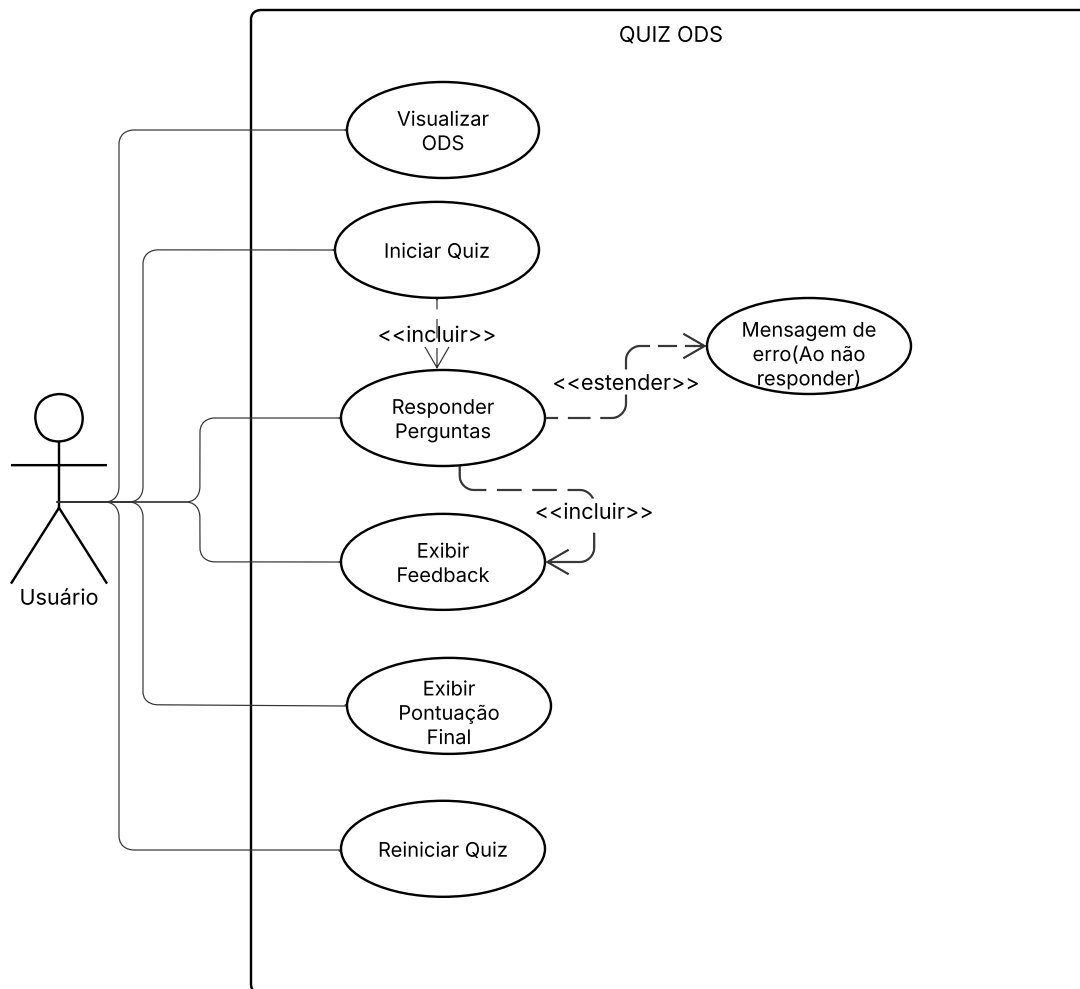 QUIZ ODS
Visualizar
ODS
Iniciar Quiz
<<incluir>>
Mensagem de
erro(Ao não
responder)
<<estender>>
Responder
Perguntas
<<incluir>>
Exibir
Feedback
Usuário
Exibir
Pontuação
Final
Reiniciar Quiz